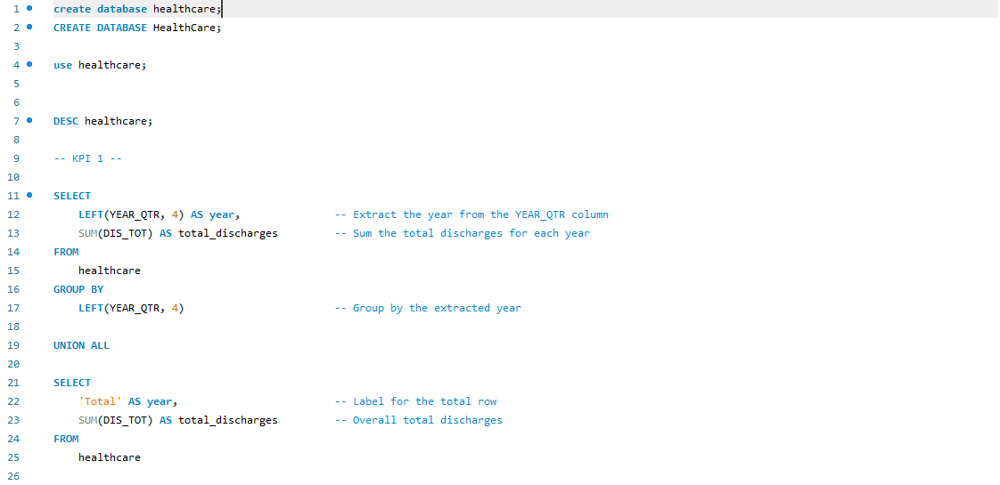 1 create database healthcare;
2 CREATE DATABASE HealthCare;
3
4 use healthcare;
5
6
7 DESC healthcare;
8
9 -- KPI 1 --
10
11 SELECT
12 LEFT(YEAR_QTR, 4) AS year, -- Extract the year from the YEAR_QTR column
13 SUM(DIS_TOT) AS total_discharges -- Sum the total discharges for each year
14 FROM
15 healthcare
16 GROUP BY
17 LEFT(YEAR_QTR, 4) -- Group by the extracted year
18
19 UNION ALL
20
21 SELECT
22 'Total' AS year, -- Label for the total row
23 SUM(DIS_TOT) AS total_discharges -- Overall total discharges
24 FROM
25 healthcare
26